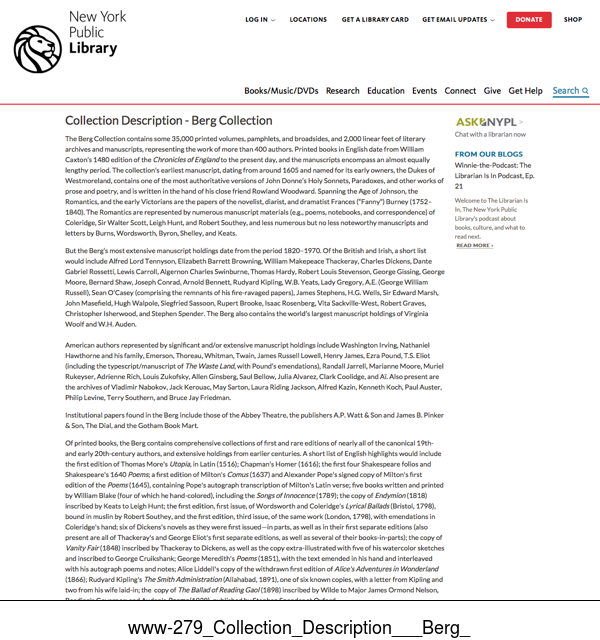 New York
Public
Library
LOG IN
LOCATIONS
GET A LIBRARY CARD
GET EMAIL UPDATES
DONATE
SHOP
Books/Music/DVDs Research Education Events Connect Give Get Help Search
Collection Description - Berg Collection
The Berg Collection contains some 35,000 printed volumes, pamphlets, and broadsides, and 2,000 linear feet of literary
archives and manuscripts, representing the work of more than 400 authors. Printed books in English date from William
Caxton's 1480 edition of the Chronicles of England to the present day, and the manuscripts encompass an almost equally
lengthy period. The collection's earliest manuscript, dating from around 1605 and named for its early owners, the Dukes of
Westmoreland, contains one of the most authoritative versions of John Donne's Holy Sonnets, Paradoxes, and other works of
prose and poetry, and is written in the hand of his close friend Rowland Woodward. Spanning the Age of Johnson, the
Romantics, and the early Victorians are the papers of the novelist, diarist, and dramatist Frances ("Fanny") Burney (1752–
1840). The Romantics are represented by numerous manuscript materials (e.g., poems, notebooks, and correspondence) of
Coleridge, Sir Walter Scott, Leigh Hunt, and Robert Southey, and less numerous but no less noteworthy manuscripts and
letters by Burns, Wordsworth, Byron, Shelley, and Keats.
But the Berg's most extensive manuscript holdings date from the period 1820–1970. Of the British and Irish, a short list
would include Alfred Lord Tennyson, Elizabeth Barrett Browning, William Makepeace Thackeray, Charles Dickens, Dante
Gabriel Rossetti, Lewis Carroll, Algernon Charles Swinburne, Thomas Hardy, Robert Louis Stevenson, George Gissing, George
Moore, Bernard Shaw, Joseph Conrad, Arnold Bennett, Rudyard Kipling, W.B. Yeats, Lady Gregory, A.E. (George William
Russell), Sean O'Casey (comprising the remnants of his fire-ravaged papers), James Stephens, H.G. Wells, Sir Edward Marsh,
John Masefield, Hugh Walpole, Siegfried Sassoon, Rupert Brooke, Isaac Rosenberg, Vita Sackville-West, Robert Graves,
Christopher Isherwood, and Stephen Spender. The Berg also contains the world's largest manuscript holdings of Virginia
Woolf and W.H. Auden.
American authors represented by significant and/or extensive manuscript holdings include Washington Irving, Nathaniel
Hawthorne and his family, Emerson, Thoreau, Whitman, Twain, James Russell Lowell, Henry James, Ezra Pound, T.S. Eliot
(including the typescript/manuscript of The Waste Land, with Pound's emendations), Randall Jarrell, Marianne Moore, Muriel
Rukeyser, Adrienne Rich, Louis Zukofsky, Allen Ginsberg, Saul Bellow, Julia Alvarez, Clark Coolidge, and Ai. Also present are
the archives of Vladimir Nabokov, Jack Kerouac, May Sarton, Laura Riding Jackson, Alfred Kazin, Kenneth Koch, Paul Auster,
Philip Levine, Terry Southern, and Bruce Jay Friedman.
Institutional papers found in the Berg include those of the Abbey Theatre, the publishers A.P. Watt & Son and James B. Pinker
& Son, The Dial, and the Gotham Book Mart.
Of printed books, the Berg contains comprehensive collections of first and rare editions of nearly all of the canonical 19th-
and early 20th-century authors, and extensive holdings from earlier centuries. A short list of English highlights would include
the first edition of Thomas More's Utopia, in Latin (1516); Chapman's Homer (1616); the first four Shakespeare folios and
Shakespeare's 1640 Poems; a first edition of Milton's Comus (1637) and Alexander Pope's signed copy of Milton's first
edition of the Poems (1645), containing Pope's autograph transcription of Milton's Latin verse; five books written and printed
by William Blake (four of which he hand-colored), including the Songs of Innocence (1789); the copy of Endymion (1818)
inscribed by Keats to Leigh Hunt; the first edition, first issue, of Wordsworth and Coleridge's Lyrical Ballads (Bristol, 1798),
bound in muslin by Robert Southey, and the first edition, third issue, of the same work (London, 1798), with emendations in
Coleridge's hand; six of Dickens's novels as they were first issued—in parts, as well as in their first separate editions (also
present are all of Thackeray's and George Eliot's first separate editions, as well as several of their books-in-parts); the copy of
Vanity Fair (1848) inscribed by Thackeray to Dickens, as well as the copy extra-illustrated with five of his watercolor sketches
and inscribed to George Cruikshank; George Meredith's Poems (1851), with the text emended in his hand and interleaved
with his autograph poems and notes; Alice Liddell's copy of the withdrawn first edition of Alice's Adventures in Wonderland
(1866); Rudyard Kipling's The Smith Administration (Allahabad, 1891), one of six known copies, with a letter from Kipling and
two from his wife laid-in; the copy of The Ballad of Reading Gaol (1898) inscribed by Wilde to Major James Ormond Nelson,
ASK NYPL
Chat with a librarian now
FROM OUR BLOGS
Winnie-the-Podcast: The
Librarian Is In Podcast, Ep.
21
Welcome to The Librarian Is
In, The New York Public
Library's podcast about
books, culture, and what to
read next.
READ MORE ›
www-279_Collection_Description___Berg_